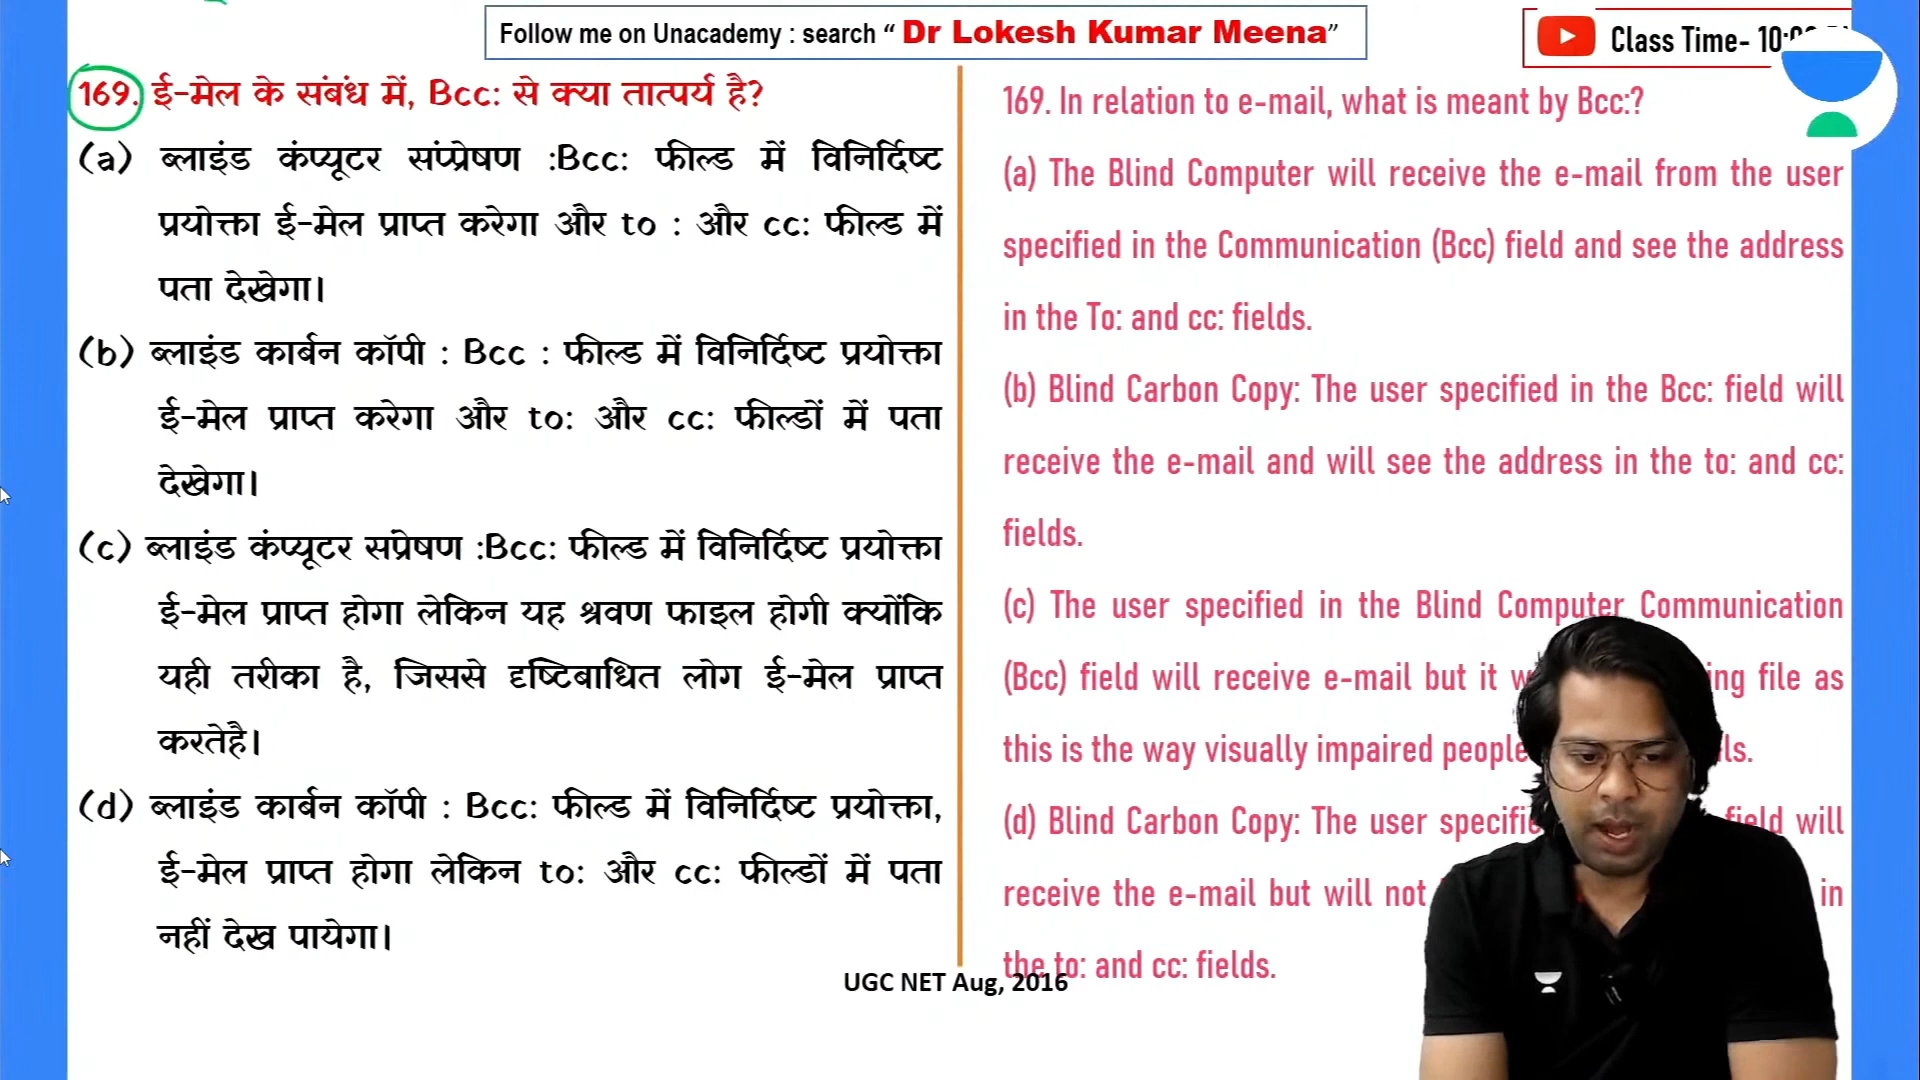 Follow me on Unacademy : search “ Dr Lokesh Kumar Meena”
Class Time- 10:
169. ई-मेल के संबंध में, Bcc: से क्या तात्पर्य है?
(a) ब्लाइंड कंप्यूटर संप्प्रेषण :Bcc: फील्ड में विनिर्दिष्ट
प्रयोक्ता ई-मेल प्राप्त करेगा और to : और cc: फील्ड में
पता देखेगा।
(b) ब्लाइंड कार्बन कॉपी : Bcc : फील्ड में विनिर्दिष्ट प्रयोक्ता
ई-मेल प्राप्त करेगा और to: और cc: फील्डों में पता
देखेगा।
(c) ब्लाइंड कंप्यूटर संप्रेषण :Bcc: फील्ड में विनिर्दिष्ट प्रयोक्ता
ई-मेल प्राप्त होगा लेकिन यह श्रवण फाइल होगी क्योंकि
यही तरीका है, जिससे दृष्टिबाधित लोग ई-मेल प्राप्त
करतेहै।
(d) ब्लाइंड कार्बन कॉपी : Bcc: फील्ड में विनिर्दिष्ट प्रयोक्ता,
ई-मेल प्राप्त होगा लेकिन to: और cc: फील्डों में पता
नहीं देख पायेगा।
169. In relation to e-mail, what is meant by Bcc:?
(a) The Blind Computer will receive the e-mail from the user
specified in the Communication (Bcc) field and see the address
in the To: and cc: fields.
(b) Blind Carbon Copy: The user specified in the Bcc: field will
receive the e-mail and will see the address in the to: and cc:
fields.
(c) The user specified in the Blind Computer Communication
(Bcc) field will receive e-mail but it file as
this is the way visually impaired people
(d) Blind Carbon Copy: The user field will
receive the e-mail but will not in
the to: and cc: fields.
UGC NET Aug, 2016